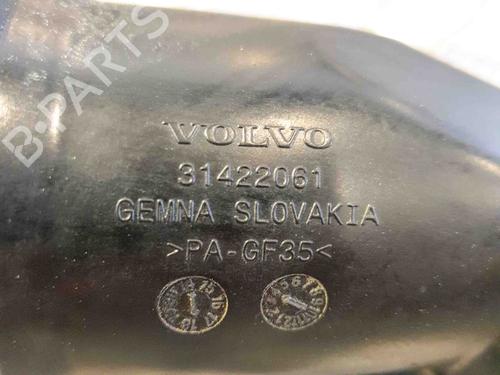 B-PARTS
VOLVO
31422061
GEMNA SLOVAKIA
>PA-GF35<